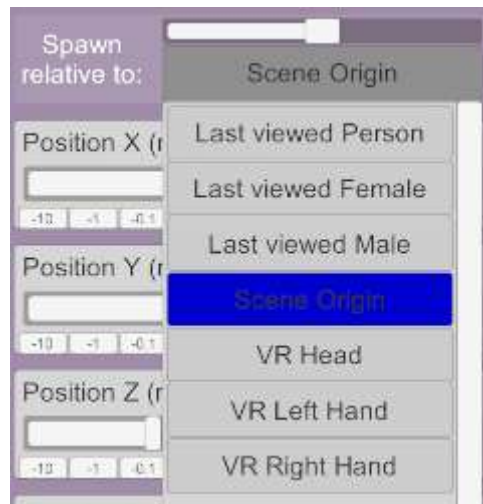 Spawn
relative to:
Scene Origin
Last viewed Person
Last viewed Female
Last viewed Male
Scene Origin
VR Head
VR Left Hand
VR Right Hand
Position X (r
-10 -1 -0.1
Position Y (r
-10 -1 -0.1
Position Z (r
-10 -1 -0.1